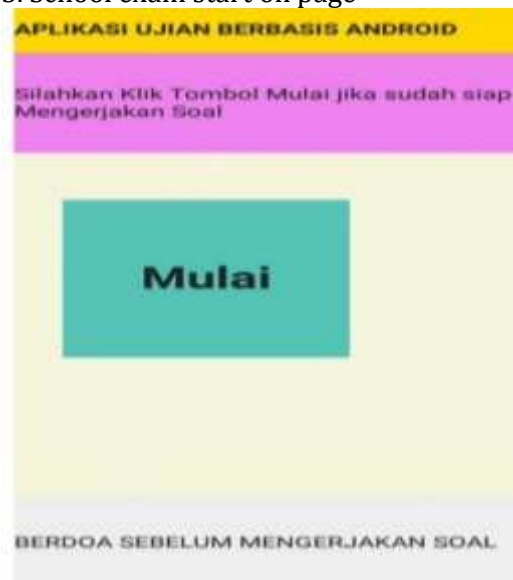 School exam start on page
APLIKASI UJIAN BERBASIS ANDROID
Silahkan Klik Tombol Mulai jika sudah siap
Mengerjakan Soal
Mulai
BERDOA SEBELUM MENGERJAKAN SOAL